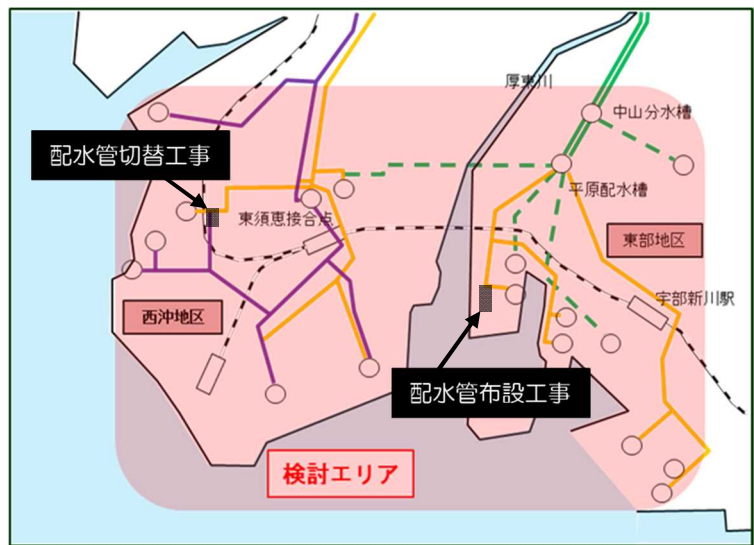 厚東川
中山分水槽
配水管切替工事
平原配水槽
東須恵接合点
東部地区
宇部新川駅
西沖地区
配水管布設工事
検討エリア